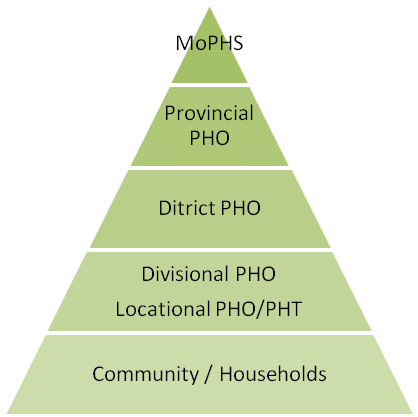 MoPHS
Provincial
PHO
Ditrict PHO
Divisional PHO
Locational PHO/PHT
Community / Households